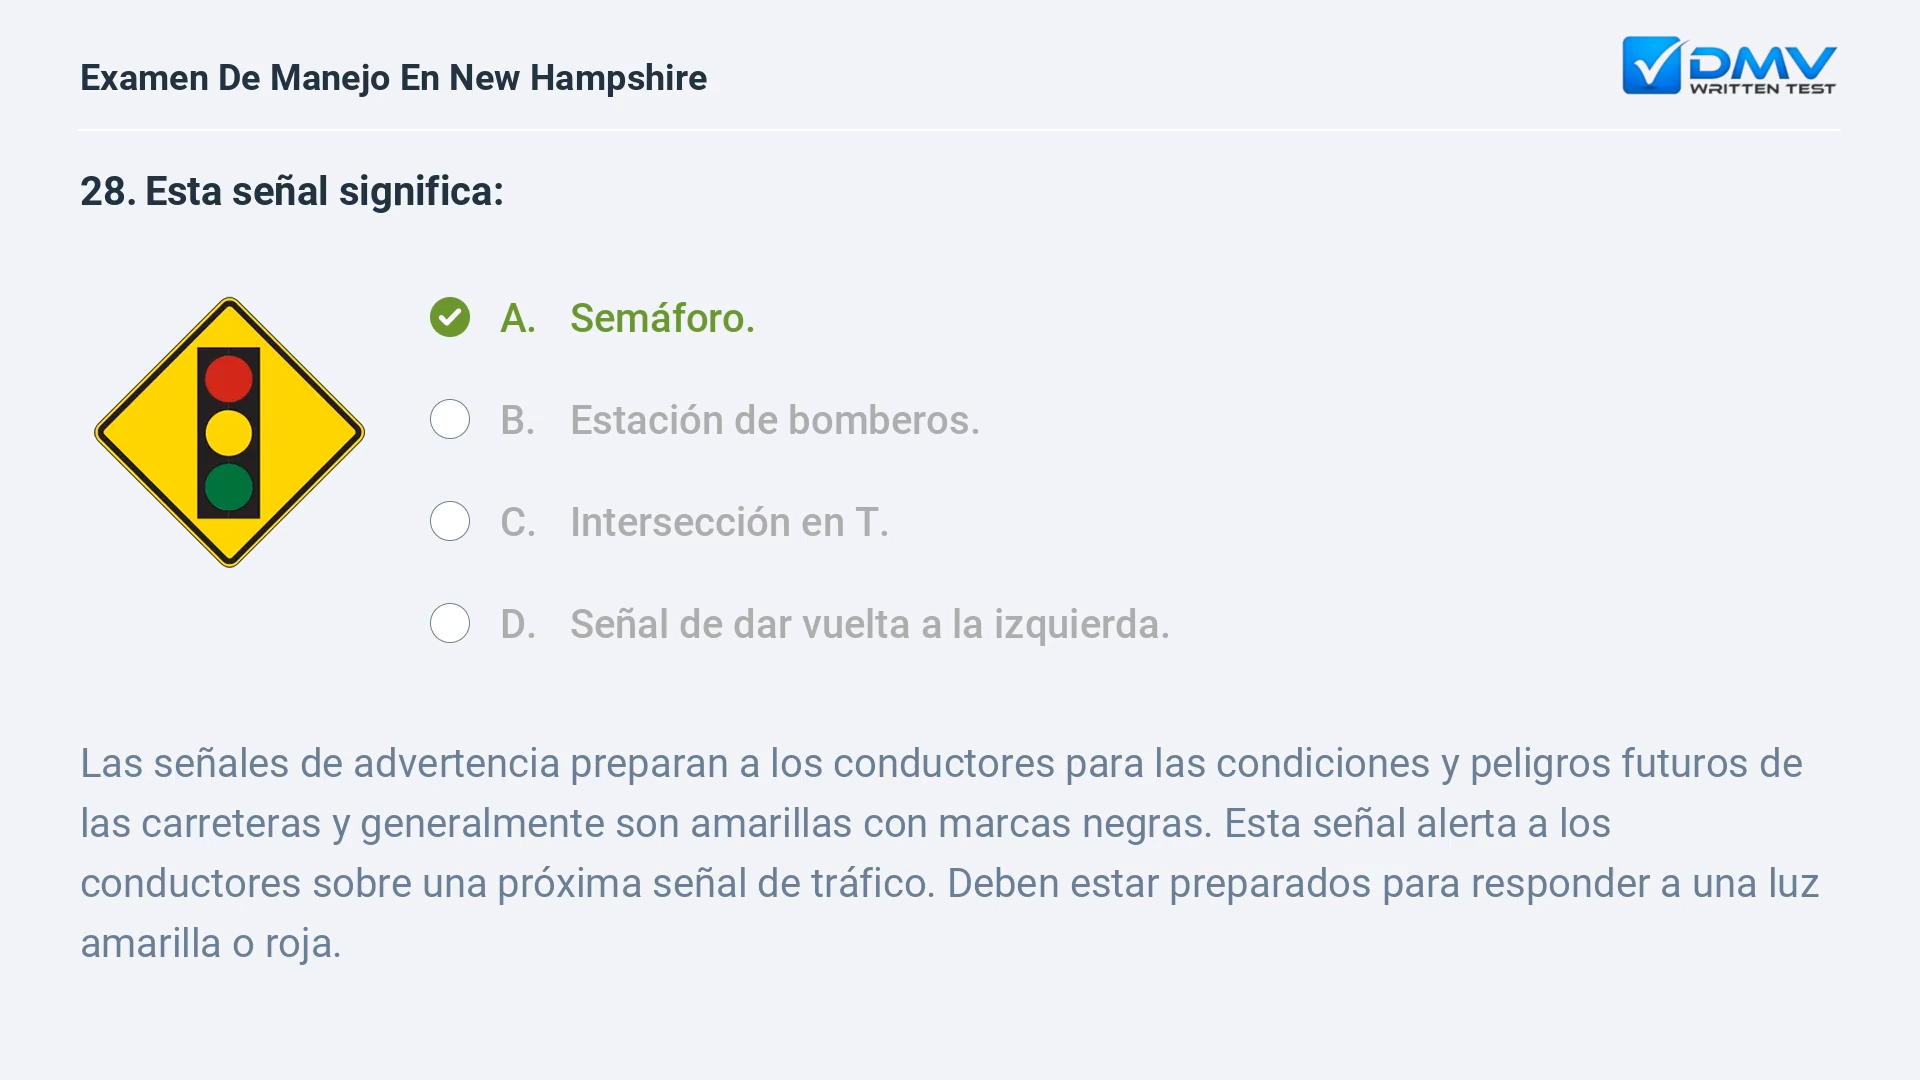 Examen De Manejo En New Hampshire
DMV
WRITTEN TEST
28. Esta señal significa:
A. Semáforo.
B. Estación de bomberos.
C. Intersección en T.
D. Señal de dar vuelta a la izquierda.
Las señales de advertencia preparan a los conductores para las condiciones y peligros futuros de
las carreteras y generalmente son amarillas con marcas negras. Esta señal alerta a los
conductores sobre una próxima señal de tráfico. Deben estar preparados para responder a una luz
amarilla o roja.